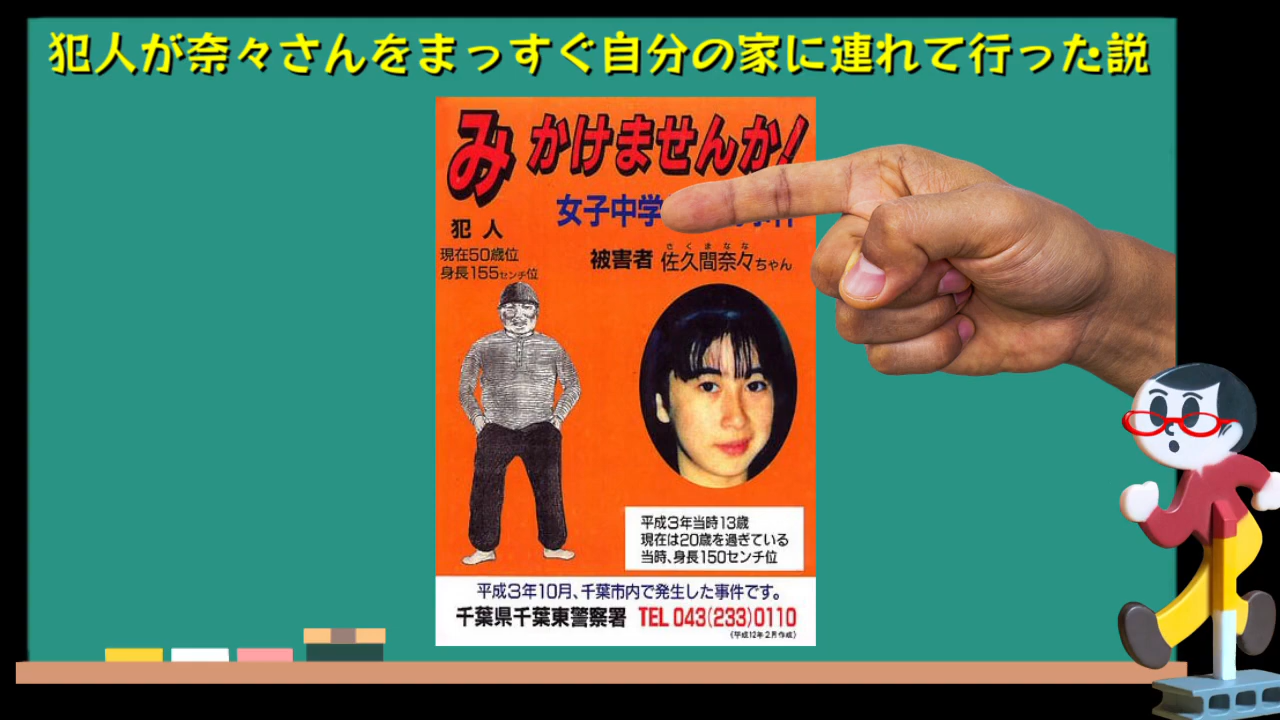 犯人が奈々さんをまっすぐ自分の家に連れて行った説
みかけませんか!
女子中学
事件
犯人
現在50歳位
身長155センチ位
さくまなな
被害者 佐久間奈々ちゃん
平成3年当時13歳
現在は20歳を過ぎている
当時、身長150センチ位
平成3年10月、千葉市内で発生した事件です。
千葉県千葉東警察署 TEL 043(233)0110
(平成12年2月作成)